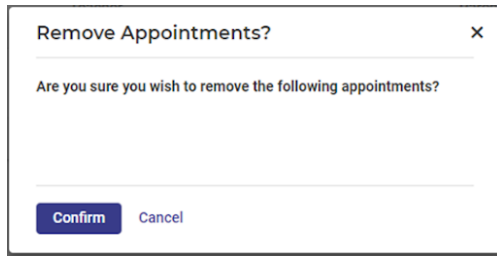 Remove Appointments?
Are you sure you wish to remove the following appointments?
Confirm Cancel